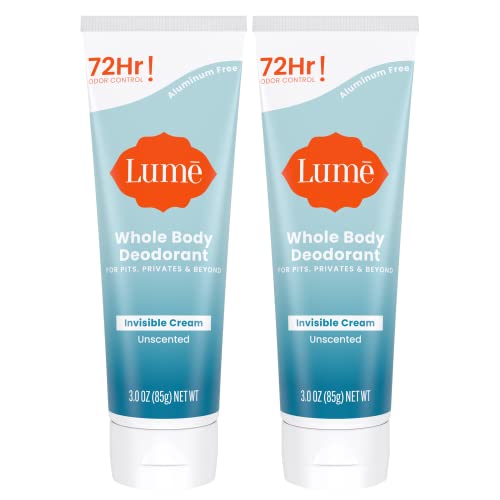 72Hr!
ODOR CONTROL
Aluminum Free
Lumē
Whole Body
Deodorant
FOR PITS, PRIVATES & BEYOND
Invisible Cream
Unscented
3.0 OZ (85g) NET WT
72Hr!
ODOR CONTROL
Aluminum Free
Lumē
Whole Body
Deodorant
FOR PITS, PRIVATES & BEYOND
Invisible Cream
Unscented
3.0 OZ (85g) NET WT